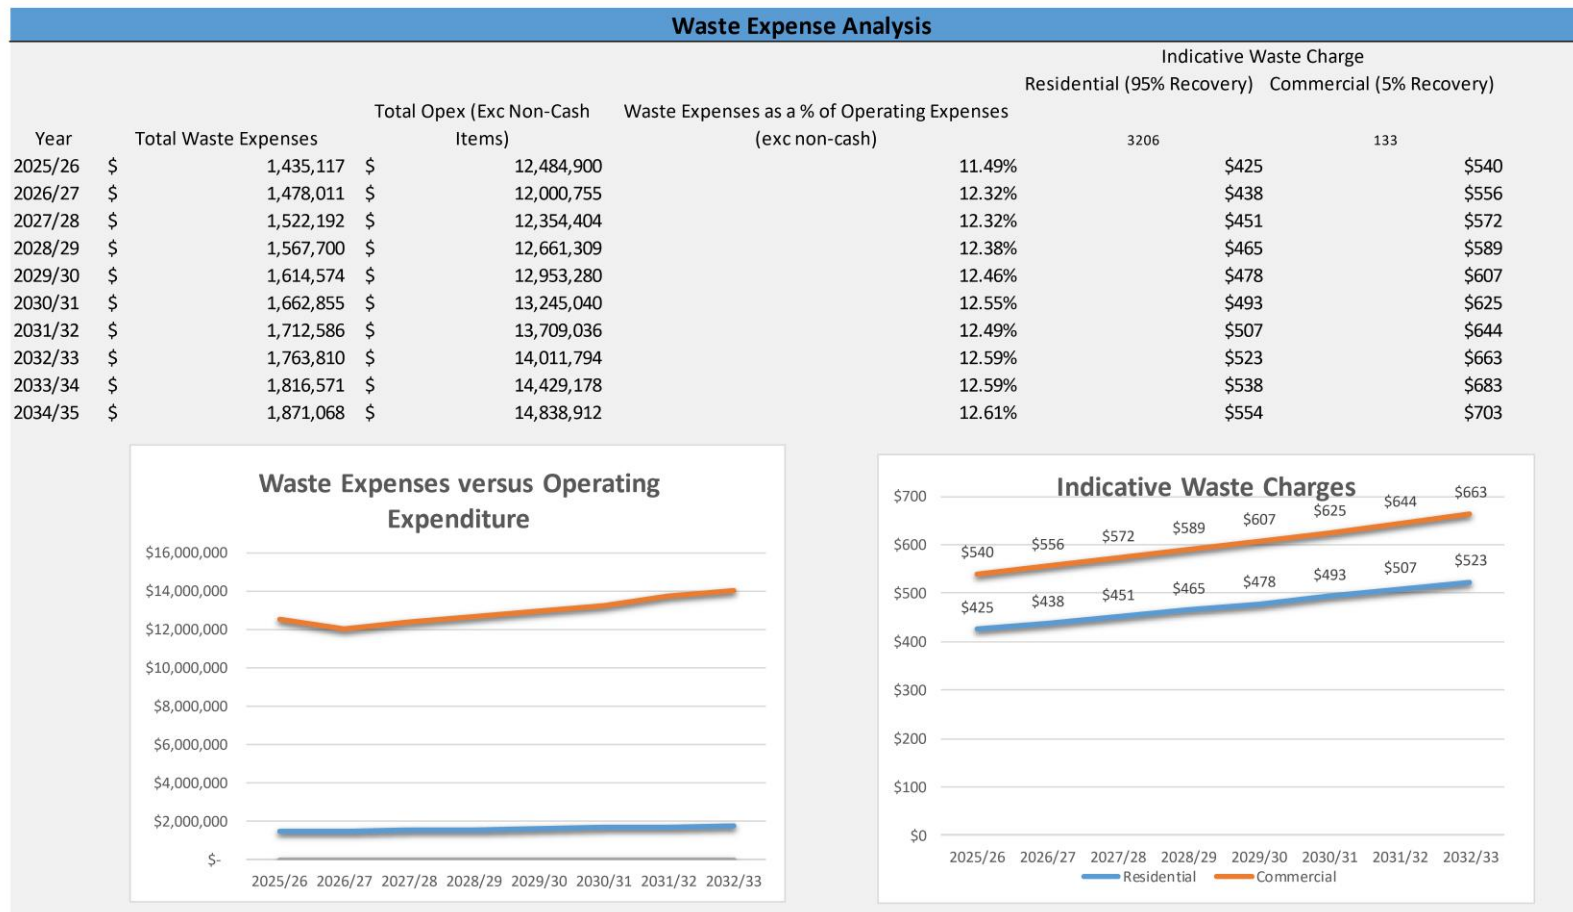 Waste Expense Analysis
Indicative Waste Charge
Residential (95% Recovery) Commercial (5% Recovery)
Total Opex (Exc Non-Cash Waste Expenses as a % of Operating Expenses
Year Total Waste Expenses Items) (exc non-cash) 3206 133
2025/26 $ 1,435,117 $ 12,484,900 11.49% $425 $540
2026/27 $ 1,478,011 $ 12,000,755 12.32% $438 $556
2027/28 $ 1,522,192 $ 12,354,404 12.32% $451 $572
2028/29 $ 1,567,700 $ 12,661,309 12.38% $465 $589
2029/30 $ 1,614,574 $ 12,953,280 12.46% $478 $607
2030/31 $ 1,662,855 $ 13,245,040 12.55% $493 $625
2031/32 $ 1,712,586 $ 13,709,036 12.49% $507 $644
2032/33 $ 1,763,810 $ 14,011,794 12.59% $523 $663
2033/34 $ 1,816,571 $ 14,429,178 12.59% $538 $683
2034/35 $ 1,871,068 $ 14,838,912 12.61% $554 $703
Waste Expenses versus Operating
Expenditure
$16,000,000
$14,000,000
$12,000,000
$10,000,000
$8,000,000
$6,000,000
$4,000,000
$2,000,000
$-
2025/26 2026/27 2027/28 2028/29 2029/30 2030/31 2031/32 2032/33
Indicative Waste Charges
$700
$600
$500
$400
$300
$200
$100
$0
$540 $556 $572 $589 $607 $625 $644 $663
$425 $438 $451 $465 $478 $493 $507 $523
2025/26 2026/27 2027/28 2028/29 2029/30 2030/31 2031/32 2032/33
Residential Commercial